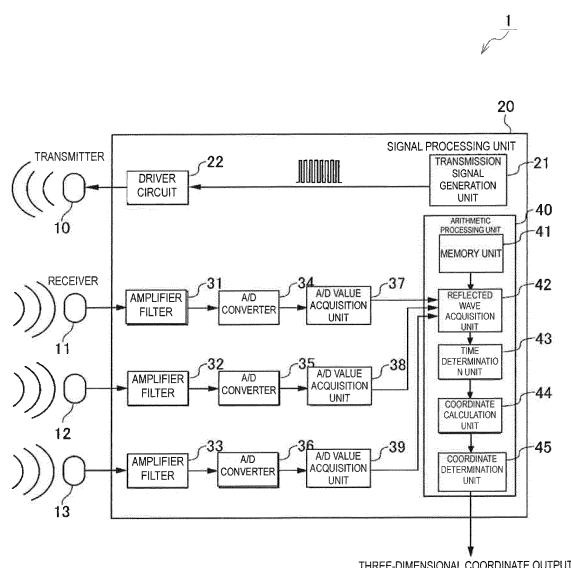 1
20
SIGNAL PROCESSING UNIT
TRANSMITTER
22
DRIVER
CIRCUIT
TRANSMISSION
SIGNAL
GENERATION
UNIT
21
10
40
ARITHMETIC
PROCESSING UNIT
41
MEMORY UNIT
RECEIVER
31
AMPLIFIER
FILTER
34
A/D
CONVERTER
37
A/D VALUE
ACQUISITION
UNIT
42
REFLECTED
WAVE
ACQUISITION
UNIT
11
43
TIME
DETERMINATIO
N UNIT
32
AMPLIFIER
FILTER
35
A/D
CONVERTER
38
A/D VALUE
ACQUISITION
UNIT
12
44
COORDINATE
CALCULATION
UNIT
33
AMPLIFIER
FILTER
36
A/D
CONVERTER
39
A/D VALUE
ACQUISITION
UNIT
45
COORDINATE
DETERMINATION
UNIT
13
THREE-DIMENSIONAL COORDINATE OUTPUT